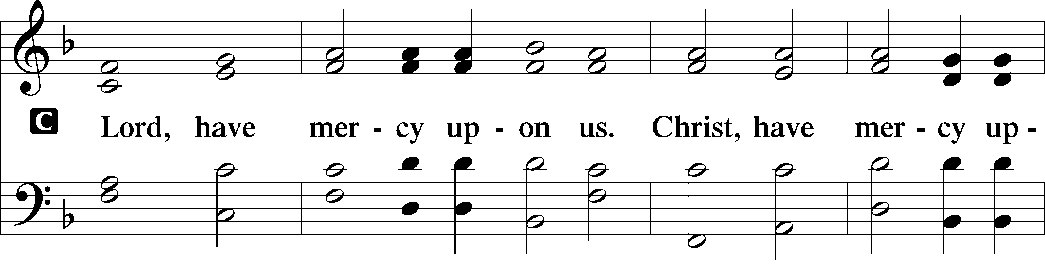 C Lord, have mer - cy up - on us. Christ, have mer - cy up -